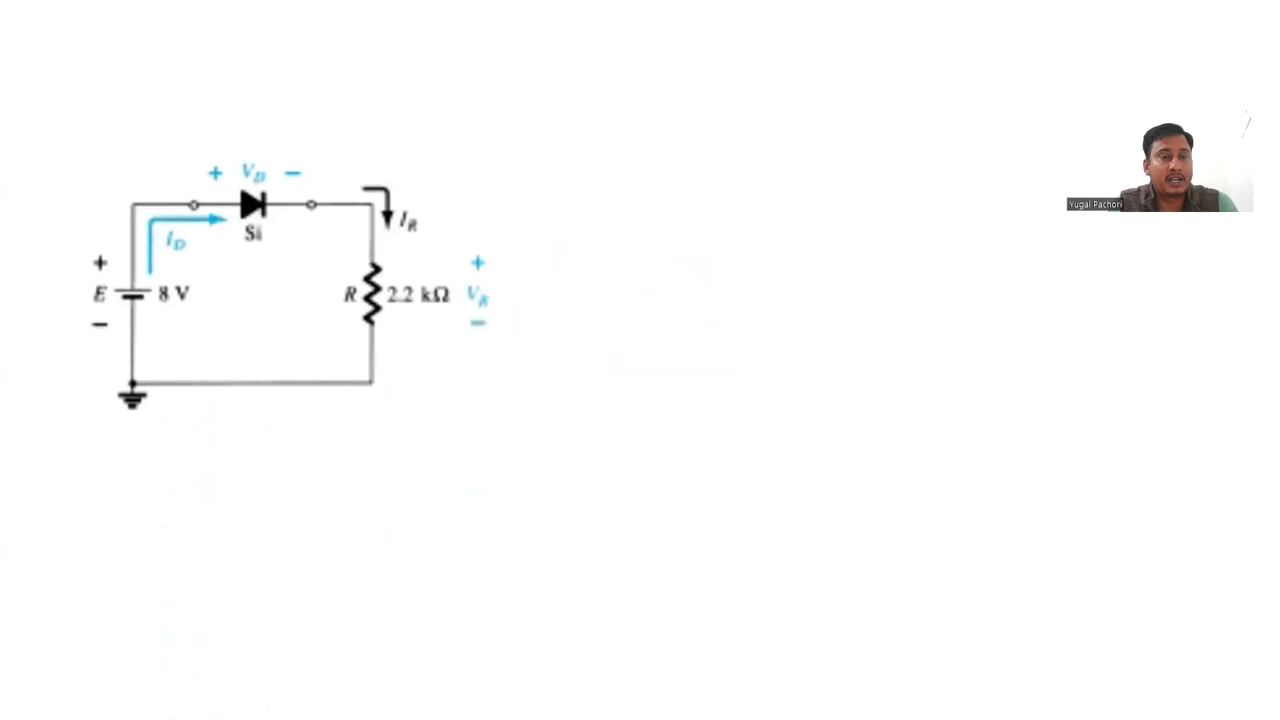 + V_D −
I_D
Si
I_R
+
E
−
8 V
R
2.2 kΩ
+
V_R
−
Yugal Pachori